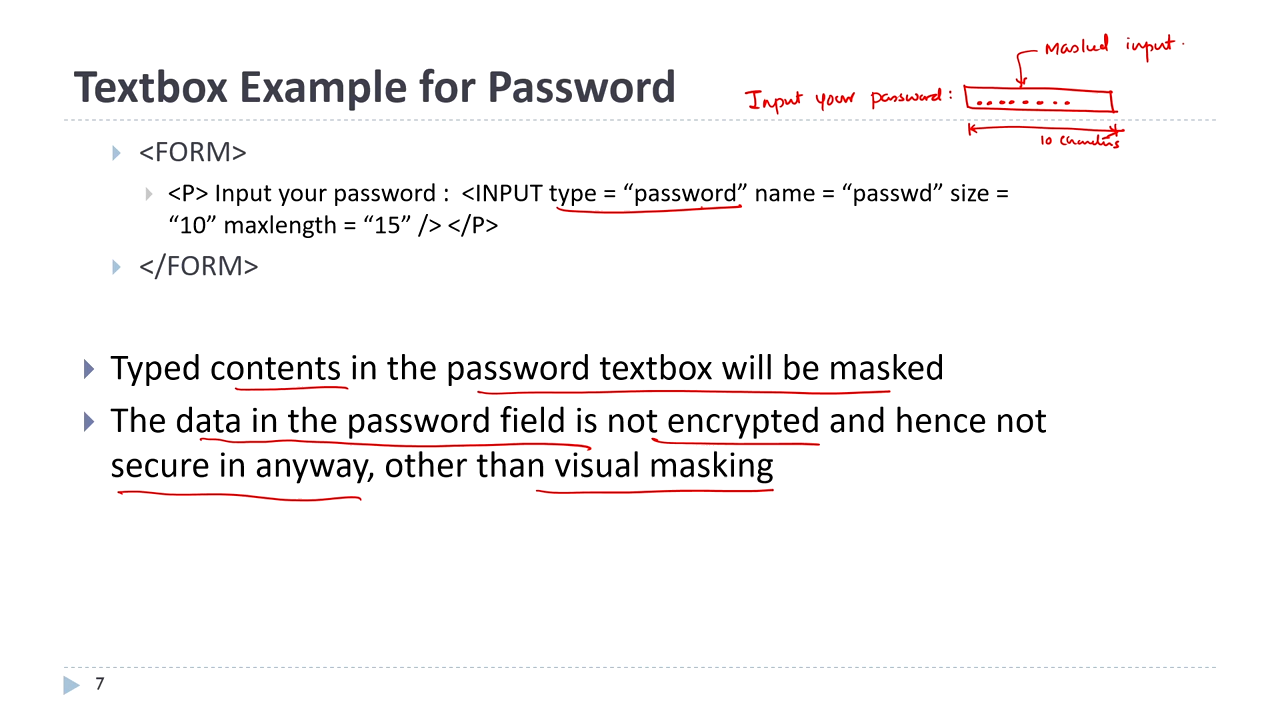 Masked input.
Textbox Example for Password
Input your password:
10 Characters
<FORM>
<P> Input your password :  <INPUT type = “password” name = “passwd” size =
“10” maxlength = “15” /> </P>
</FORM>
Typed contents in the password textbox will be masked
The data in the password field is not encrypted and hence not
secure in anyway, other than visual masking
7